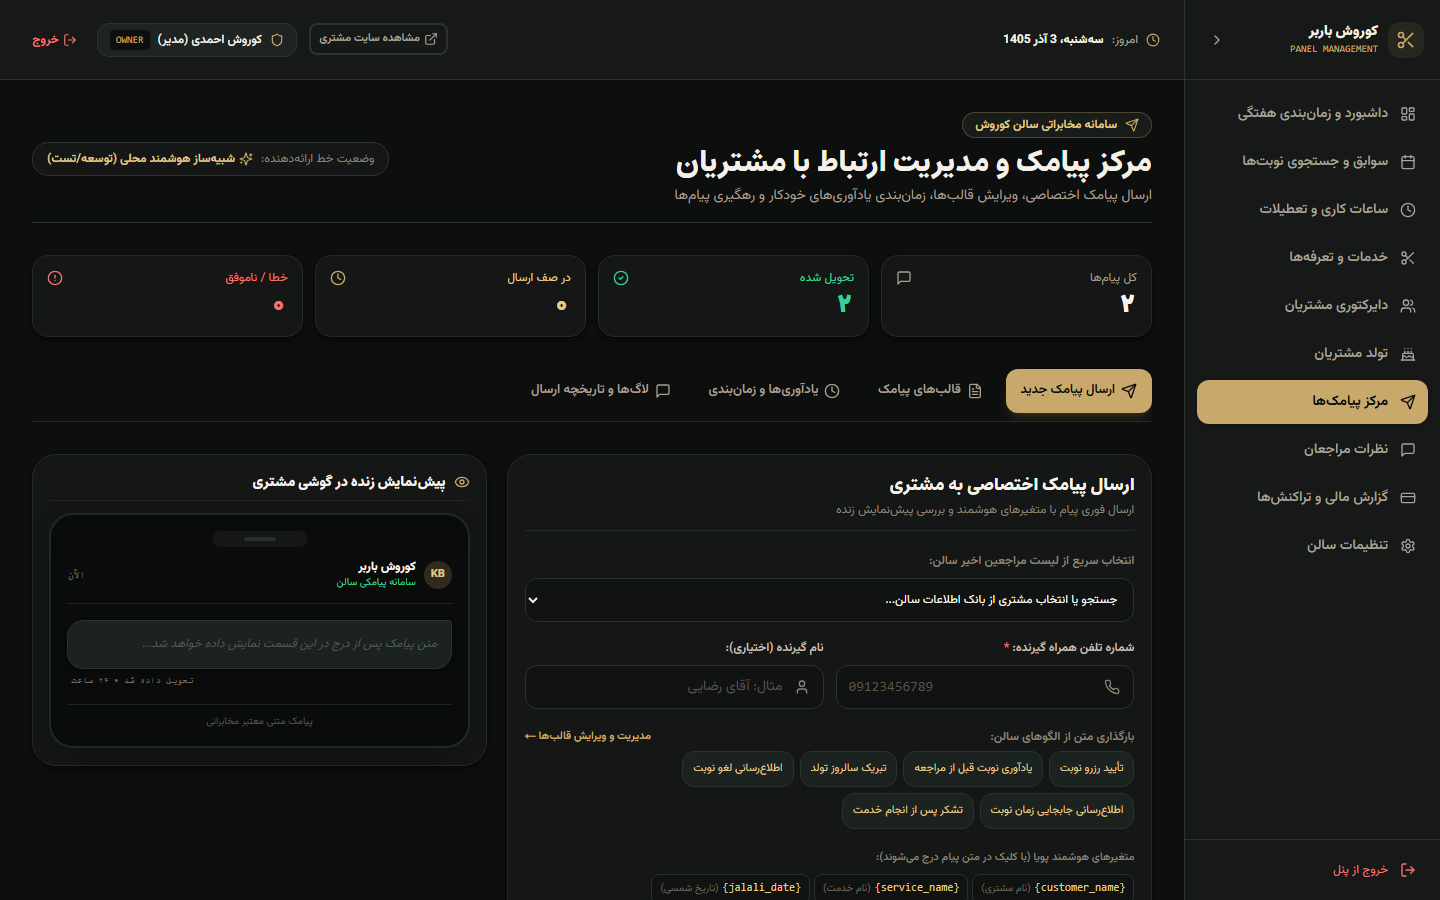 کوروش باربر
PANEL MANAGEMENT
داشبورد و زمان‌بندی هفتگی
سوابق و جستجوی نوبت‌ها
ساعات کاری و تعطیلات
خدمات و تعرفه‌ها
دایرکتوری مشتریان
تولد مشتریان
مرکز پیامک‌ها
نظرات مراجعان
گزارش مالی و تراکنش‌ها
تنظیمات سالن
خروج از پنل
امروز: سه‌شنبه، 3 آذر 1405
مشاهده سایت مشتری
کوروش احمدی (مدیر) OWNER
خروج
سامانه مخابراتی سالن کوروش
مرکز پیامک و مدیریت ارتباط با مشتریان
ارسال پیامک اختصاصی، ویرایش قالب‌ها، زمان‌بندی یادآوری‌های خودکار و رهگیری پیام‌ها
وضعیت خط ارائه‌دهنده: شبیه‌ساز هوشمند محلی (توسعه/تست)
کل پیام‌ها
۲
تحویل شده
۲
در صف ارسال
۰
خطا / ناموفق
۰
ارسال پیامک جدید
قالب‌های پیامک
یادآوری‌ها و زمان‌بندی
لاگ‌ها و تاریخچه ارسال
ارسال پیامک اختصاصی به مشتری
ارسال فوری پیام با متغیرهای هوشمند و بررسی پیش‌نمایش زنده
انتخاب سریع از لیست مراجعین اخیر سالن:
جستجو یا انتخاب مشتری از بانک اطلاعات سالن...
شماره تلفن همراه گیرنده: *
09123456789
نام گیرنده (اختیاری):
مثال: آقای رضایی
بارگذاری متن از الگوهای سالن:
مدیریت و ویرایش قالب‌ها ←
تأیید رزرو نوبت
یادآوری نوبت قبل از مراجعه
تبریک سالروز تولد
اطلاع‌رسانی لغو نوبت
اطلاع‌رسانی جابجایی زمان نوبت
تشکر پس از انجام خدمت
متغیرهای هوشمند پویا (با کلیک در متن پیام درج می‌شوند):
{customer_name} (نام مشتری)
{service_name} (نام خدمت)
{jalali_date} (تاریخ شمسی)
پیش‌نمایش زنده در گوشی مشتری
KB
کوروش باربر
سامانه پیامکی سالن
الآن
متن پیامک پس از درج در این قسمت نمایش داده خواهد شد...
تحویل داده شد • ۲۴ ساعت
پیامک متنی معتبر مخابراتی